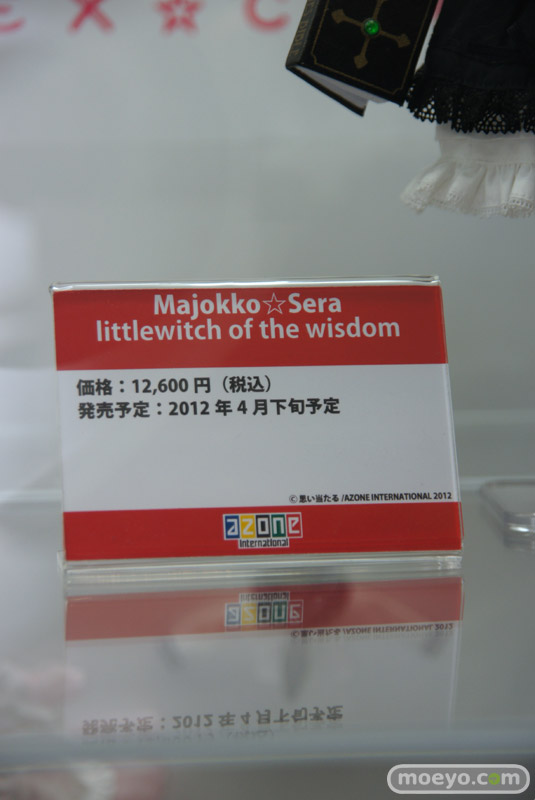 EX☆C
Majokko☆Sera
littlewitch of the wisdom
価格：12,600 円（税込）
発売予定：2012 年 4 月下旬予定
© 思い当たる /AZONE INTERNATIONAL 2012
azone
international
moeyo.com